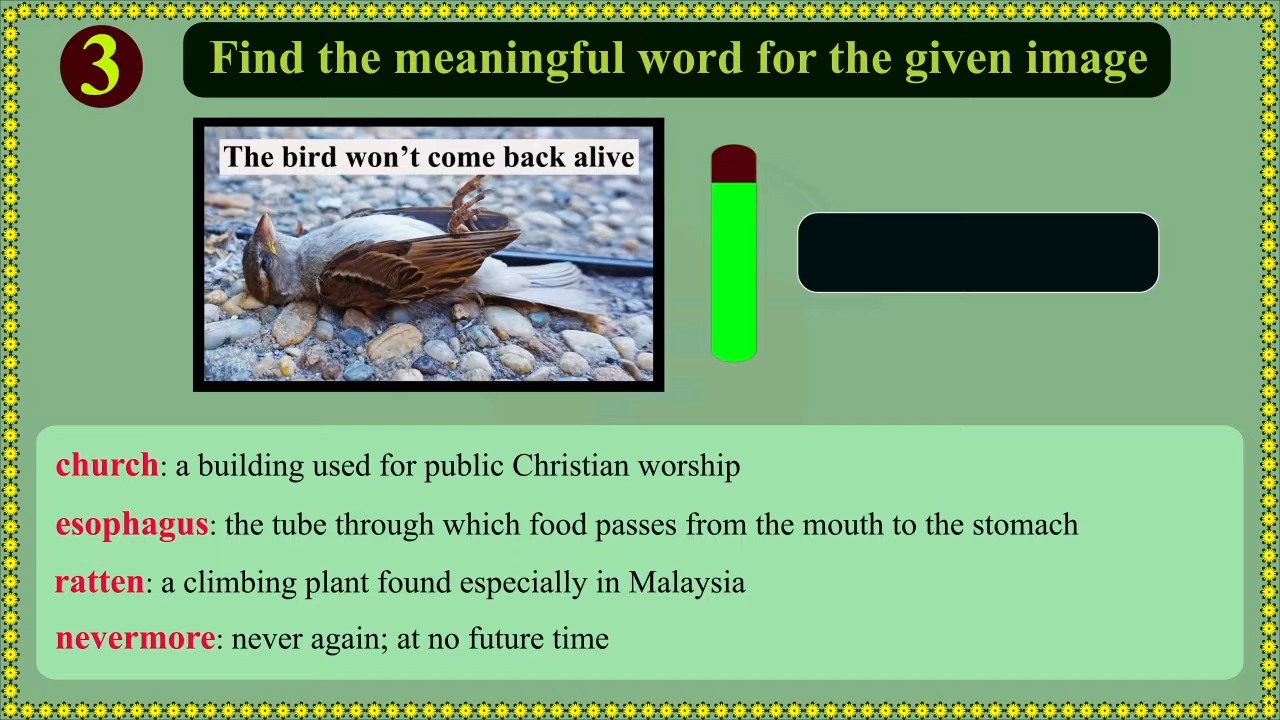 3
Find the meaningful word for the given image
The bird won’t come back alive
church: a building used for public Christian worship
esophagus: the tube through which food passes from the mouth to the stomach
ratten: a climbing plant found especially in Malaysia
nevermore: never again; at no future time